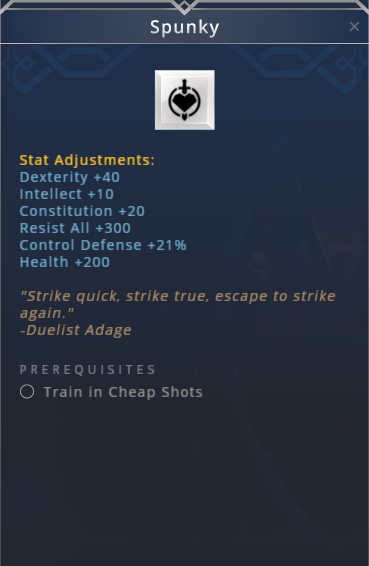 Spunky
Stat Adjustments:
Dexterity +40
Intellect +10
Constitution +20
Resist All +300
Control Defense +21%
Health +200
"Strike quick, strike true, escape to strike
again."
-Duelist Adage
PREREQUISITES
Train in Cheap Shots